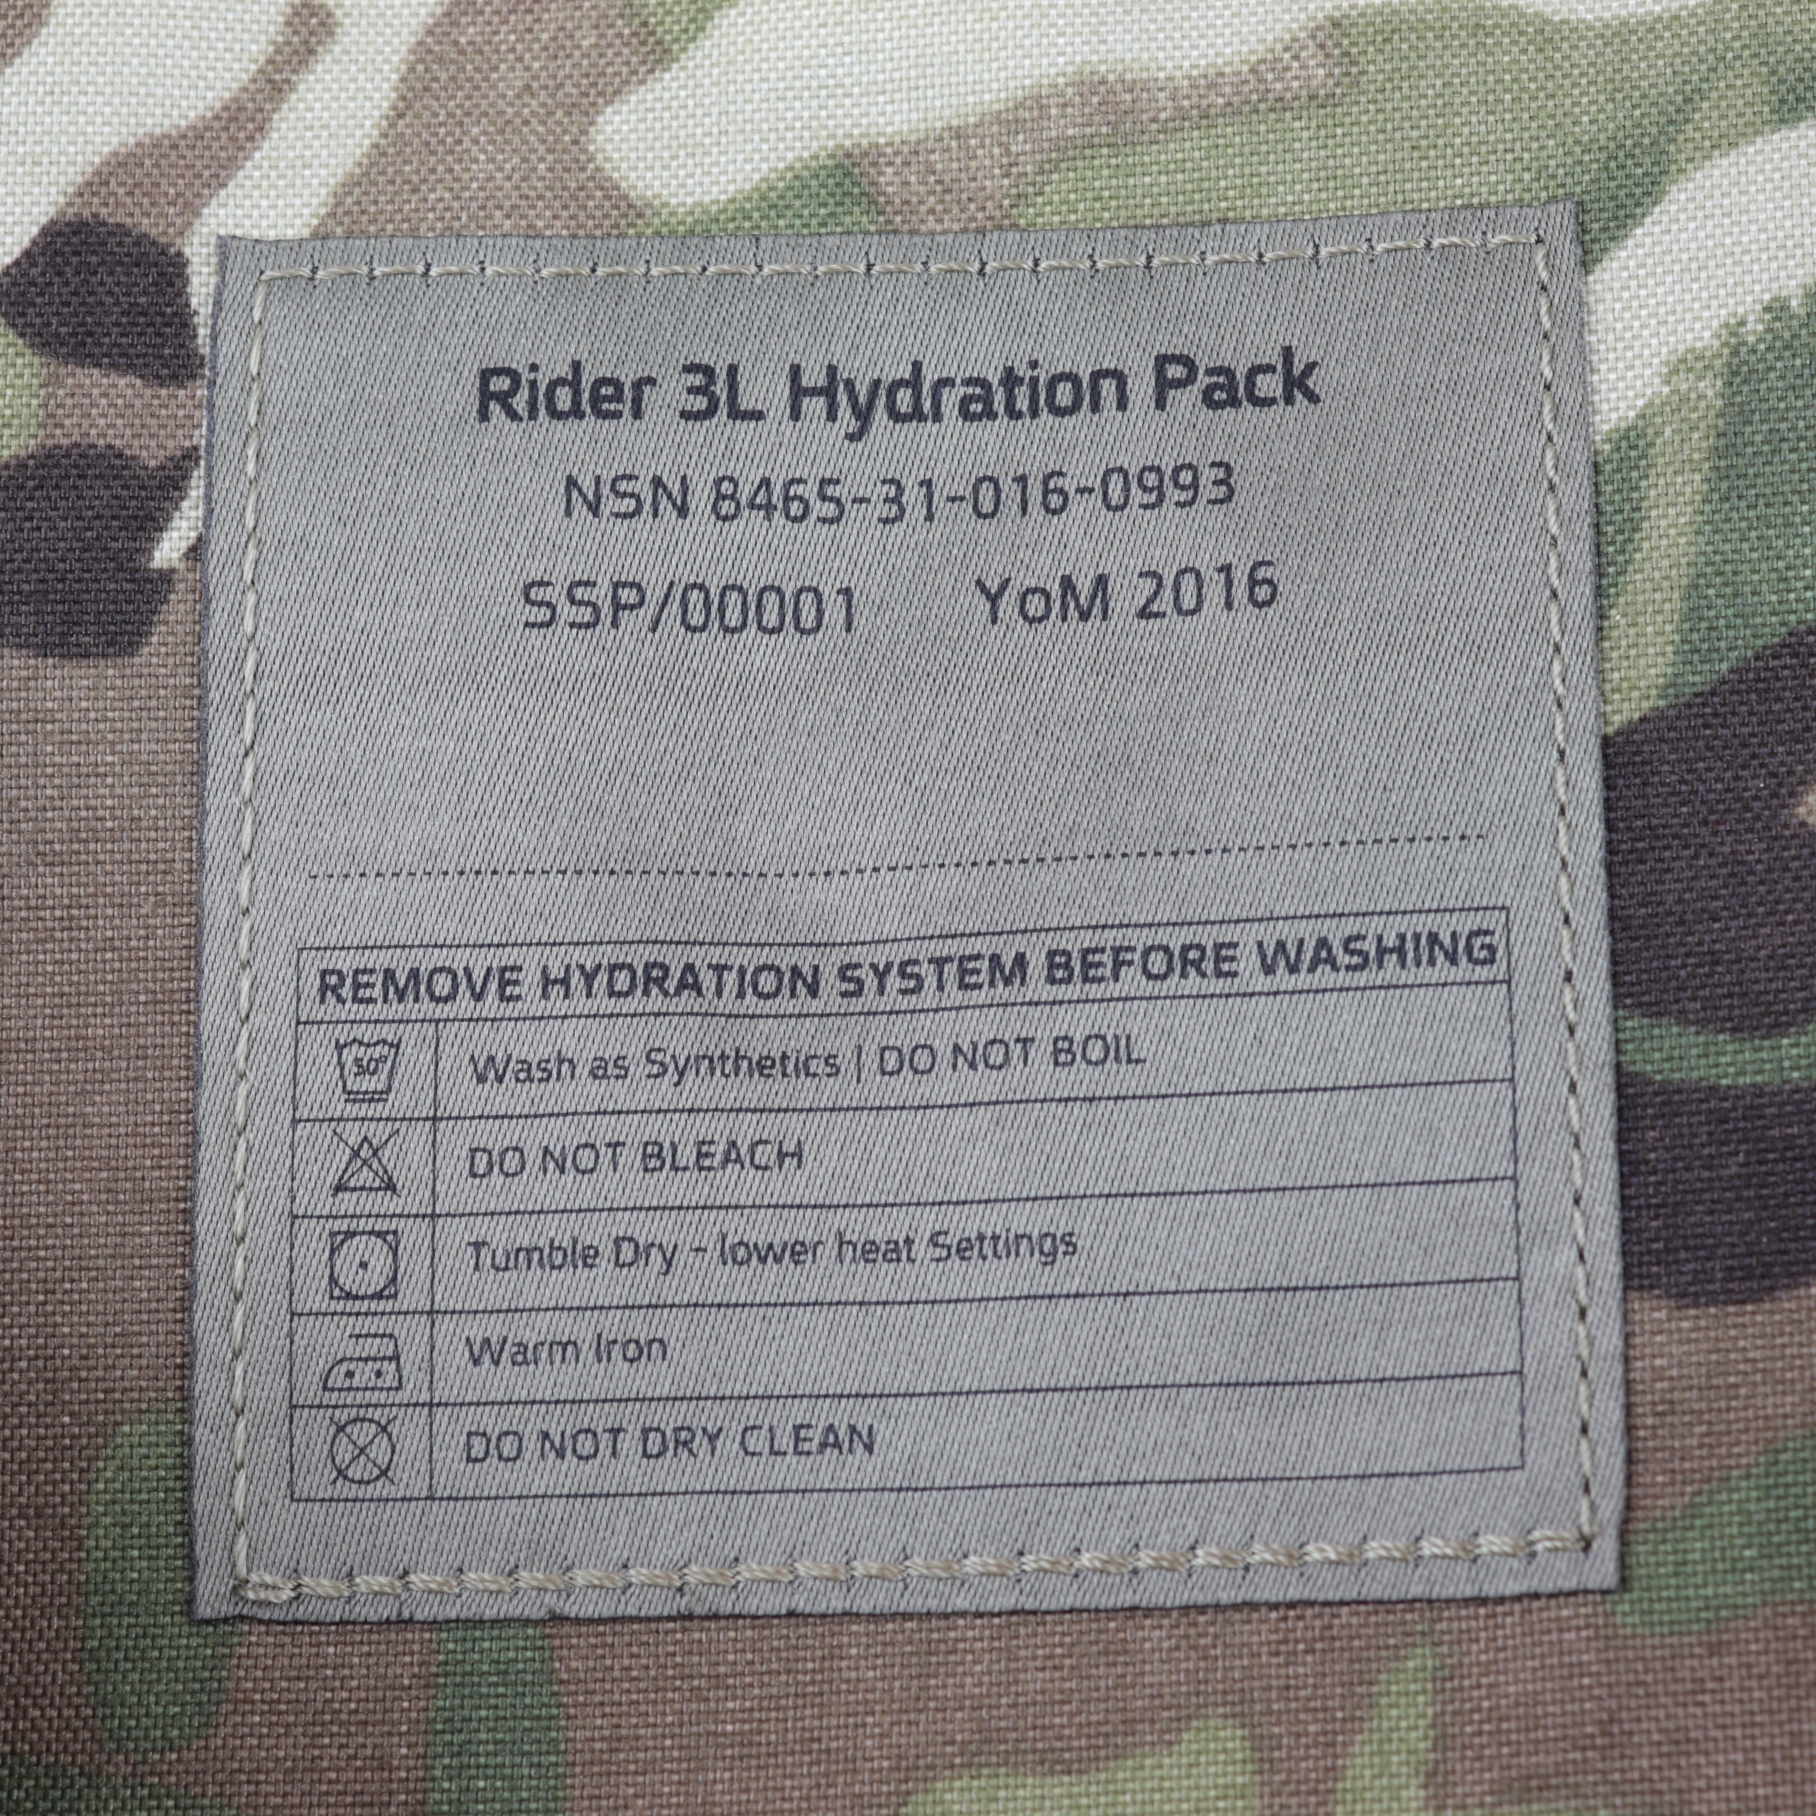 Rider 3L Hydration Pack
NSN 8465-31-016-0993
SSP/00001 YoM 2016
REMOVE HYDRATION SYSTEM BEFORE WASHING
50° Wash as Synthetics | DO NOT BOIL
DO NOT BLEACH
Tumble Dry - lower heat Settings
Warm Iron
DO NOT DRY CLEAN